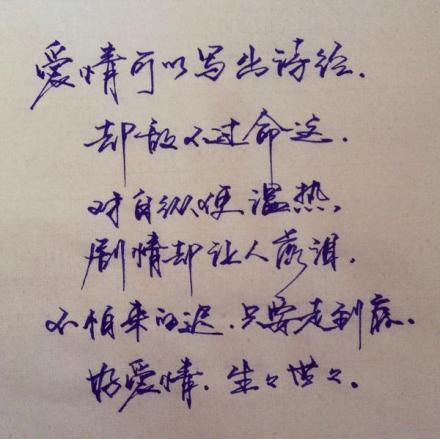 爱情可以写出诗经.
却敌不过命运.
对白纵使温热.
剧情却让人落泪.
不怕来的迟.只要走到底.
好爱情.生々世々.